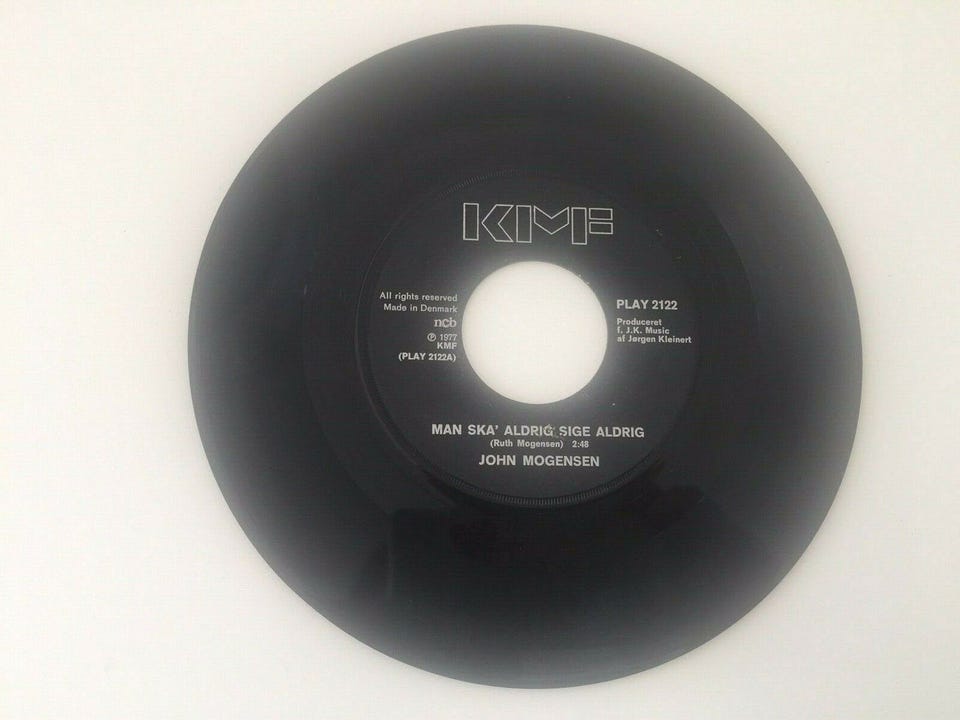 KMF
All rights reserved
Made in Denmark
ncb
℗ 1977
KMF
(PLAY 2122A)
PLAY 2122
Produceret
f. J.K. Music
af Jørgen Kleinert
MAN SKA' ALDRIG SIGE ALDRIG
(Ruth Mogensen) 2:48
JOHN MOGENSEN